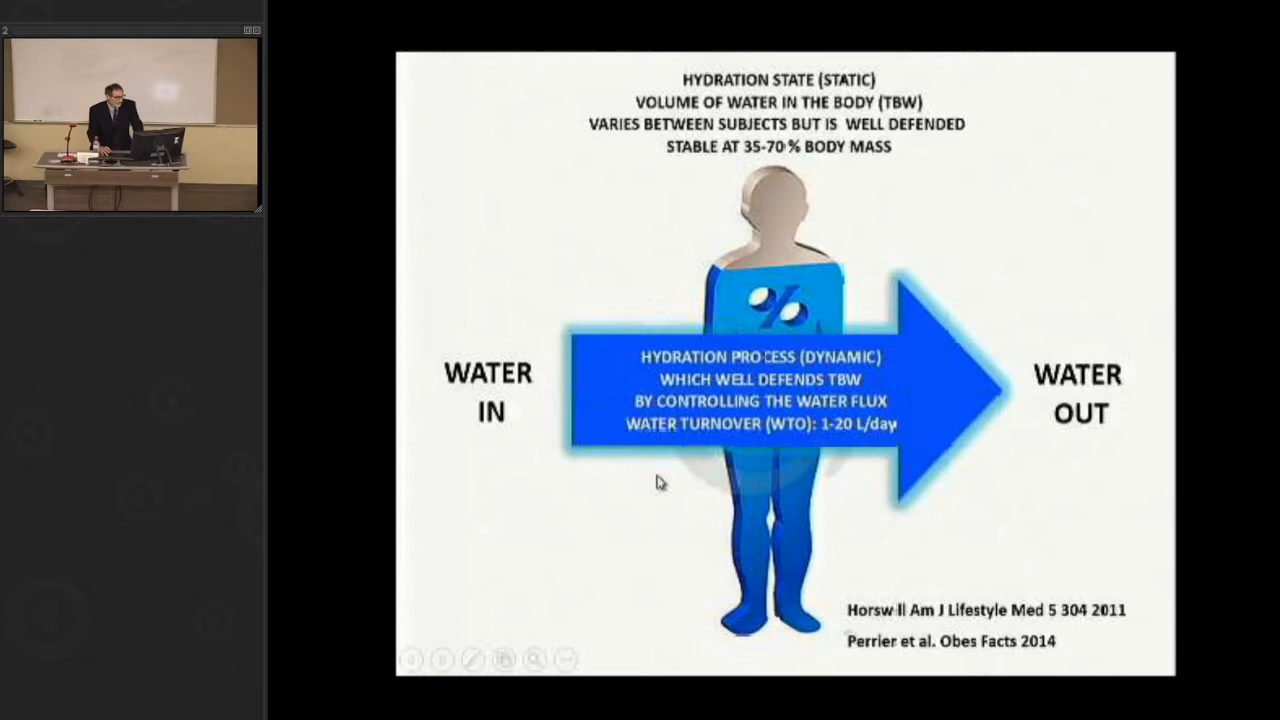 2
HYDRATION STATE (STATIC)
VOLUME OF WATER IN THE BODY (TBW)
VARIES BETWEEN SUBJECTS BUT IS WELL DEFENDED
STABLE AT 35-70 % BODY MASS
%
HYDRATION PROCESS (DYNAMIC)
WHICH WELL DEFENDS TBW
BY CONTROLLING THE WATER FLUX
WATER TURNOVER (WTO): 1-20 L/day
WATER
IN
WATER
OUT
Horswill Am J Lifestyle Med 5 304 2011
Perrier et al. Obes Facts 2014